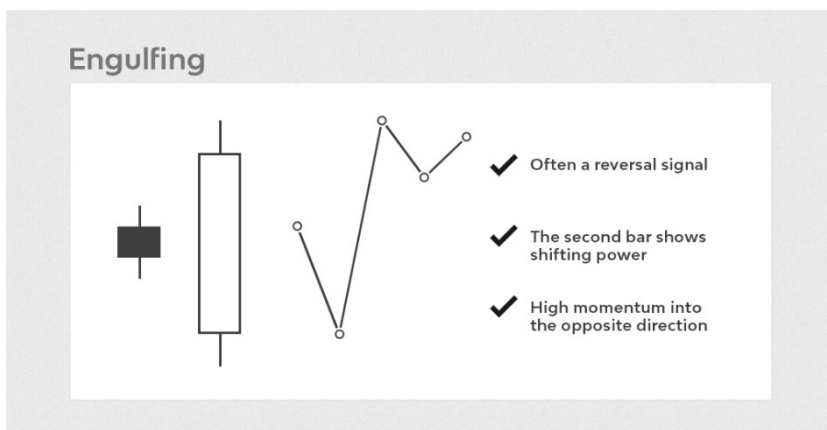 Engulfing
Often a reversal signal
The second bar shows
shifting power
High momentum into
the opposite direction